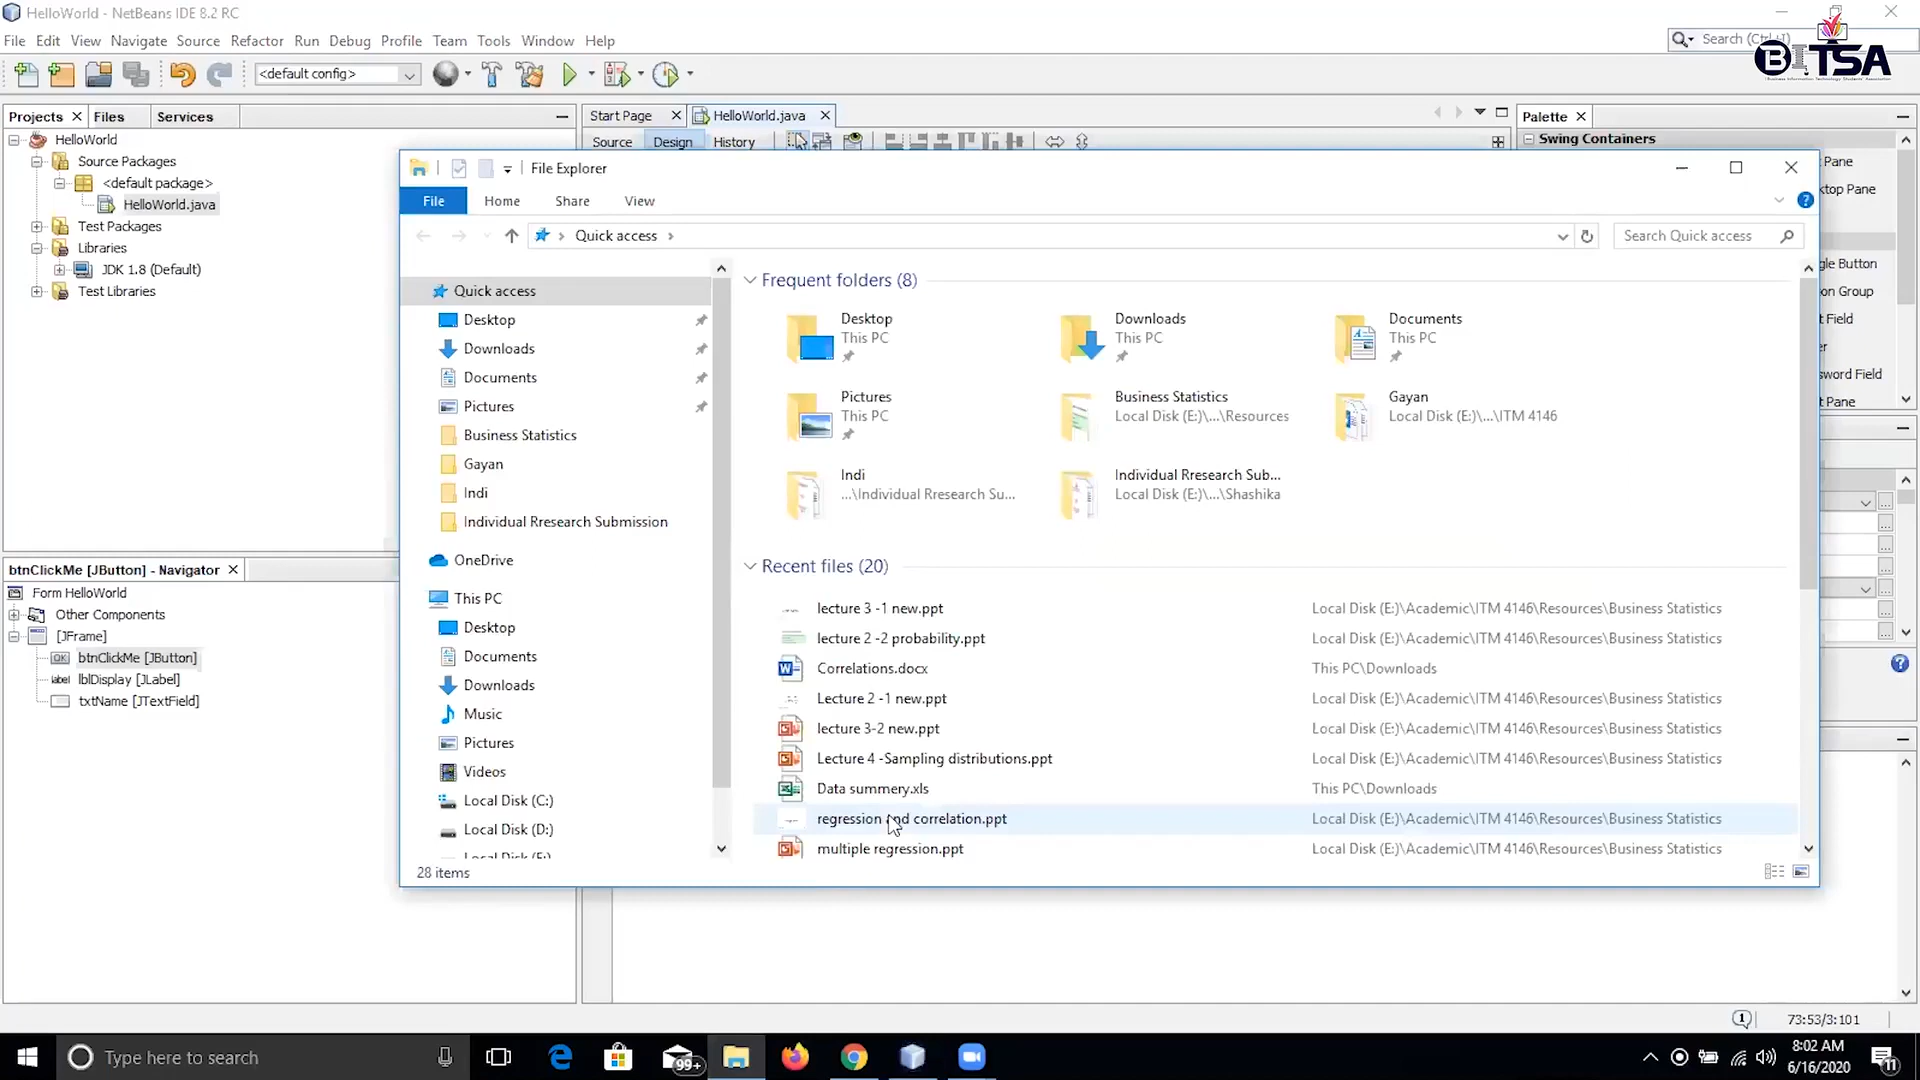 HelloWorld - NetBeans IDE 8.2 RC
File Edit View Navigate Source Refactor Run Debug Profile Team Tools Window Help
Search (Ctrl+I)
BITSA
<default config>
Projects Files Services
Start Page HelloWorld.java
Palette
Source Design History
Swing Containers
HelloWorld
Source Packages
<default package>
HelloWorld.java
Test Packages
Libraries
JDK 1.8 (Default)
Test Libraries
File Explorer
File Home Share View
Quick access
Search Quick access
Quick access
Desktop
Downloads
Documents
Pictures
Business Statistics
Gayan
Indi
Individual Rresearch Submission
OneDrive
This PC
Desktop
Documents
Downloads
Music
Pictures
Videos
Local Disk (C:)
Local Disk (D:)
Frequent folders (8)
Desktop
This PC
Downloads
This PC
Documents
This PC
Pictures
This PC
Business Statistics
Local Disk (E:)\...\Resources
Gayan
Local Disk (E:)\...\ITM 4146
Indi
...\Individual Rresearch Su...
Individual Rresearch Sub...
Local Disk (E:)\...\Shashika
Recent files (20)
lecture 3 -1 new.ppt Local Disk (E:)\Academic\ITM 4146\Resources\Business Statistics
lecture 2 -2 probability.ppt Local Disk (E:)\Academic\ITM 4146\Resources\Business Statistics
Correlations.docx This PC\Downloads
Lecture 2 -1 new.ppt Local Disk (E:)\Academic\ITM 4146\Resources\Business Statistics
lecture 3-2 new.ppt Local Disk (E:)\Academic\ITM 4146\Resources\Business Statistics
Lecture 4 -Sampling distributions.ppt Local Disk (E:)\Academic\ITM 4146\Resources\Business Statistics
Data summery.xls This PC\Downloads
regression and correlation.ppt Local Disk (E:)\Academic\ITM 4146\Resources\Business Statistics
multiple regression.ppt Local Disk (E:)\Academic\ITM 4146\Resources\Business Statistics
28 items
Pane
top Pane
gle Button
on Group
t Field
er
sword Field
t Pane
btnClickMe [JButton] - Navigator
Form HelloWorld
Other Components
[JFrame]
btnClickMe [JButton]
lblDisplay [JLabel]
txtName [JTextField]
73:53/3:101
Type here to search
99+
8:02 AM
6/16/2020
11